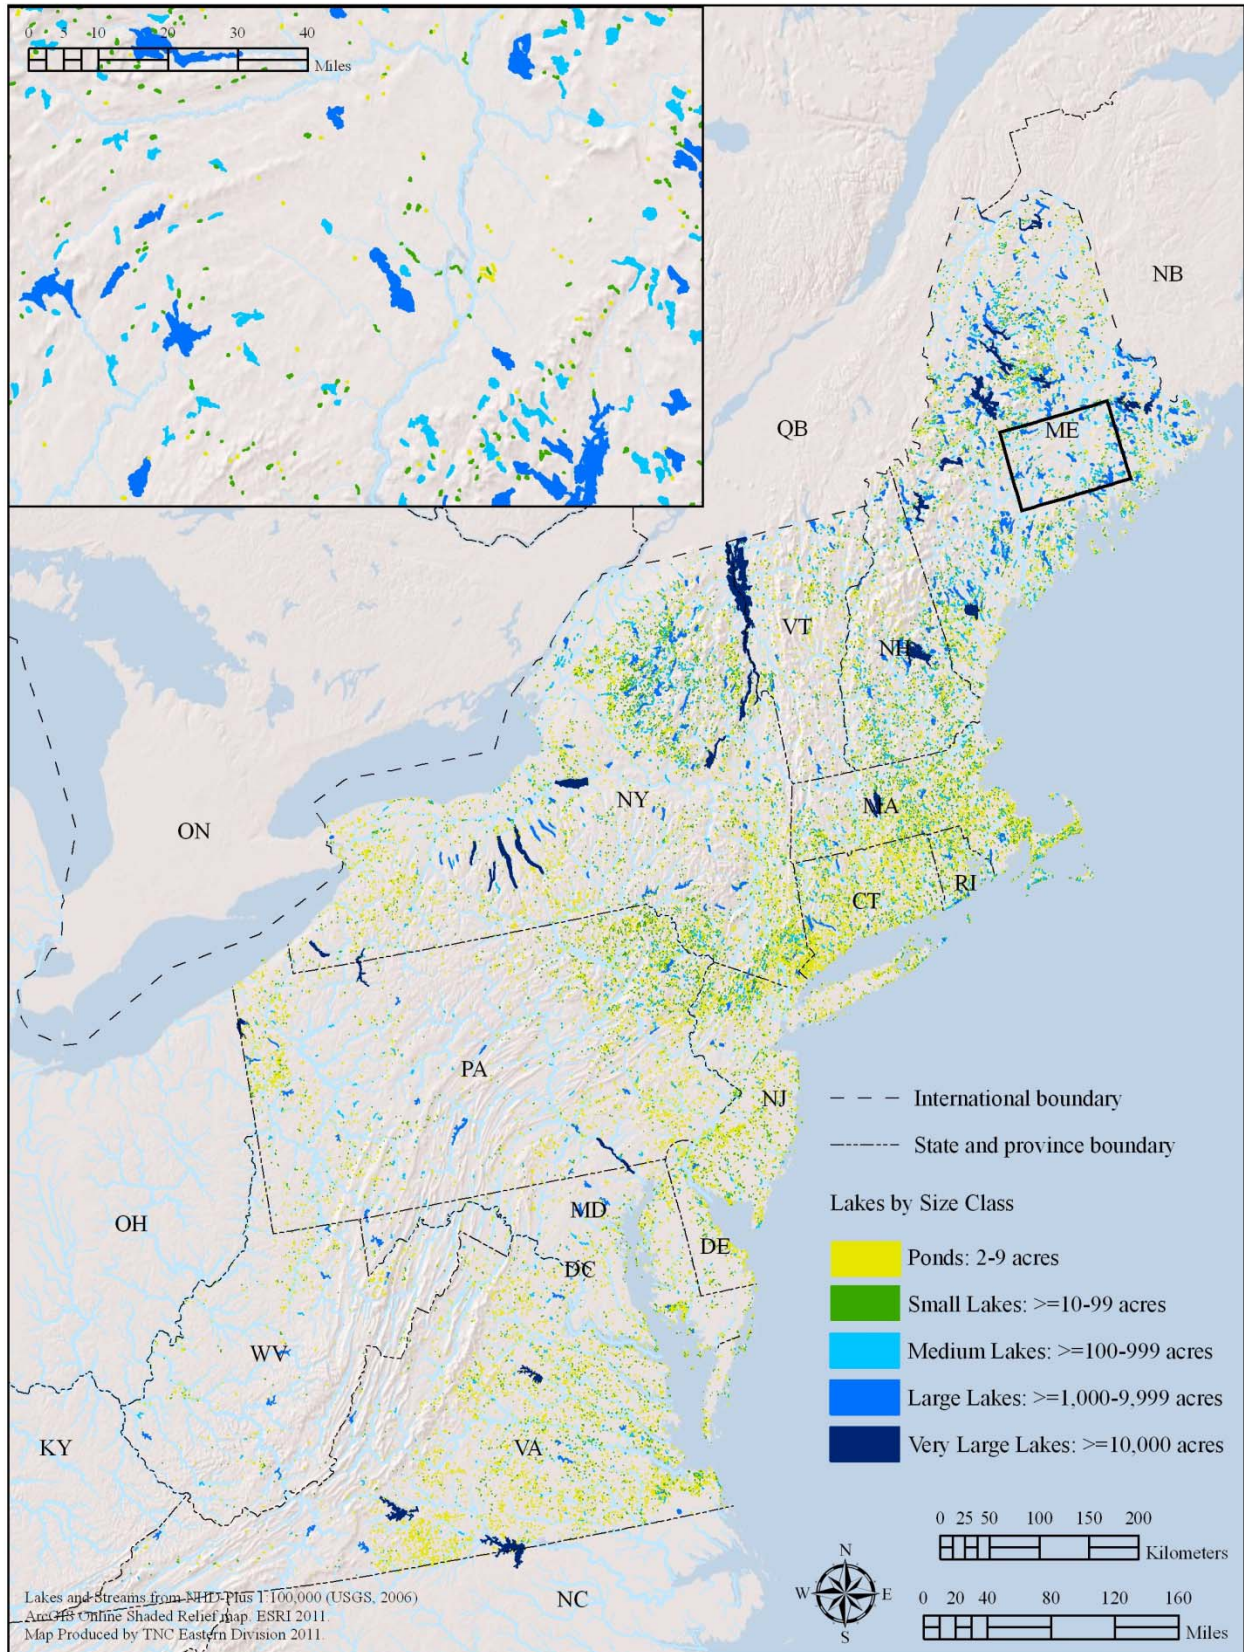 0 5 10 20 30 40
Miles
NB
QB
ME
VT
NH
NY
MA
ON
CT
RI
PA
NJ
International boundary
State and province boundary
Lakes by Size Class
OH
MD
DE
Ponds: 2-9 acres
DC
Small Lakes: >=10-99 acres
WV
Medium Lakes: >=100-999 acres
Large Lakes: >=1,000-9,999 acres
KY
VA
Very Large Lakes: >=10,000 acres
0 25 50 100 150 200
Kilometers
N
W E
S
NC
0 20 40 80 120 160
Miles
Lakes and Streams from NHD-Plus 1:100,000 (USGS, 2006)
ArcGIS Online Shaded Relief map. ESRI 2011.
Map Produced by TNC Eastern Division 2011.